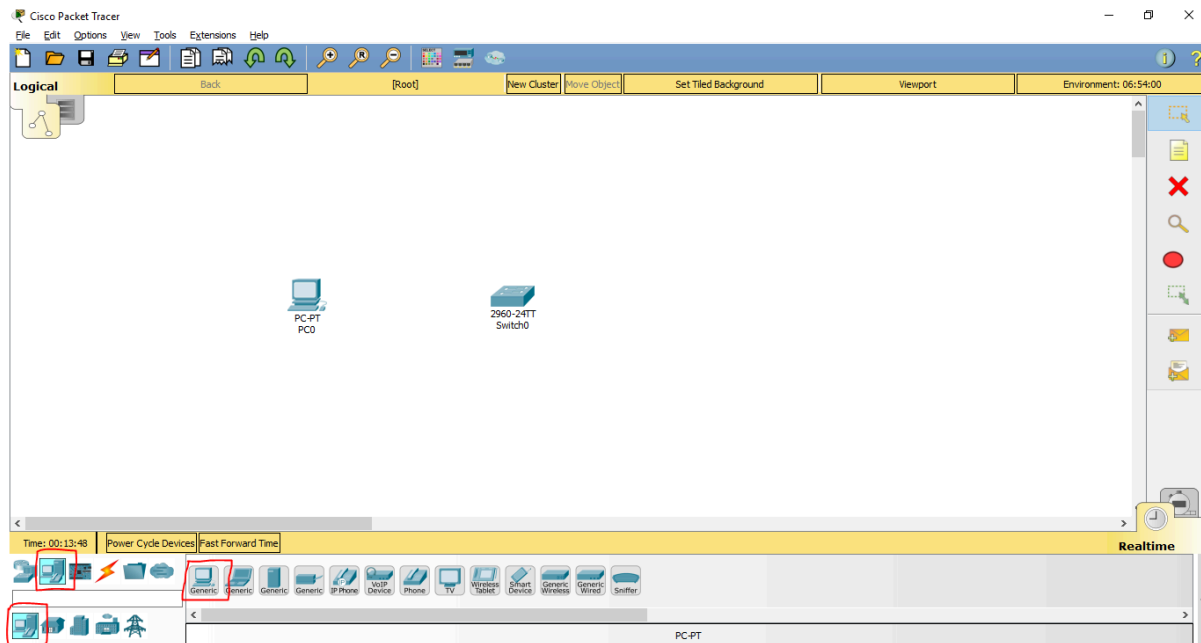 Cisco Packet Tracer
File Edit Options View Tools Extensions Help
Logical Back [Root] New Cluster Move Object Set Tiled Background Viewport Environment: 06:54:00
PC-PT
PC0
2960-24TT
Switch0
Time: 00:13:48 Power Cycle Devices Fast Forward Time Realtime
Generic Generic Generic Generic IP Phone VoIP Device Phone TV Wireless Tablet Smart Device Generic Wireless Generic Wired Sniffer
PC-PT